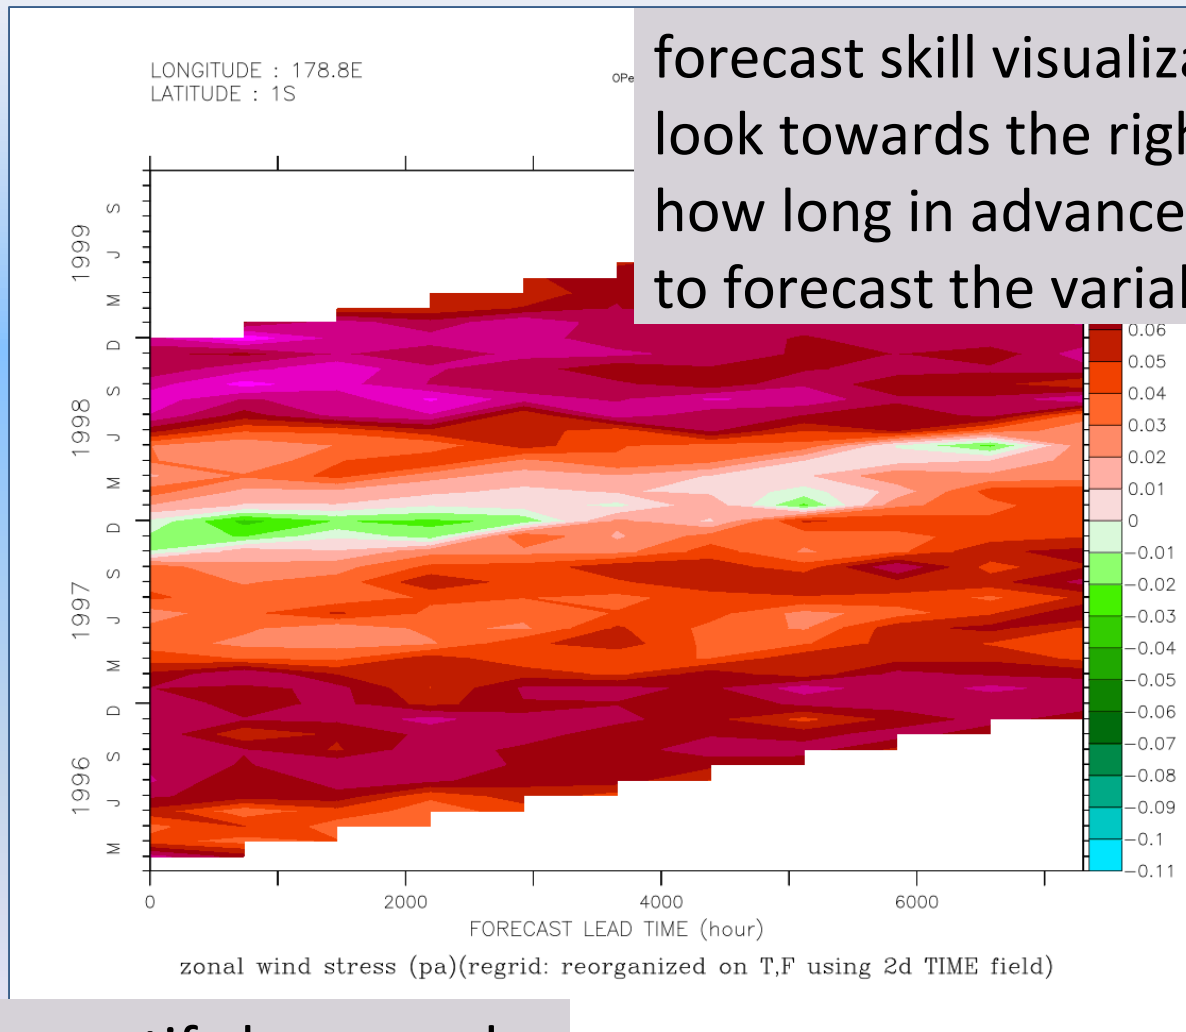 LONGITUDE : 178.8E
LATITUDE : 1S
forecast skill
look towards the
how long in advance
to forecast the
1999
S
J
M
D
1998
S
J
M
D
1997
S
J
M
D
1996
S
J
M
0.06
0.05
0.04
0.03
0.02
0.01
0
−0.01
−0.02
−0.03
−0.04
−0.05
−0.06
−0.07
−0.08
−0.09
−0.1
−0.11
0 2000 4000 6000
FORECAST LEAD TIME (hour)
zonal wind stress (pa)(regrid: reorganized on T,F using 2d TIME field)